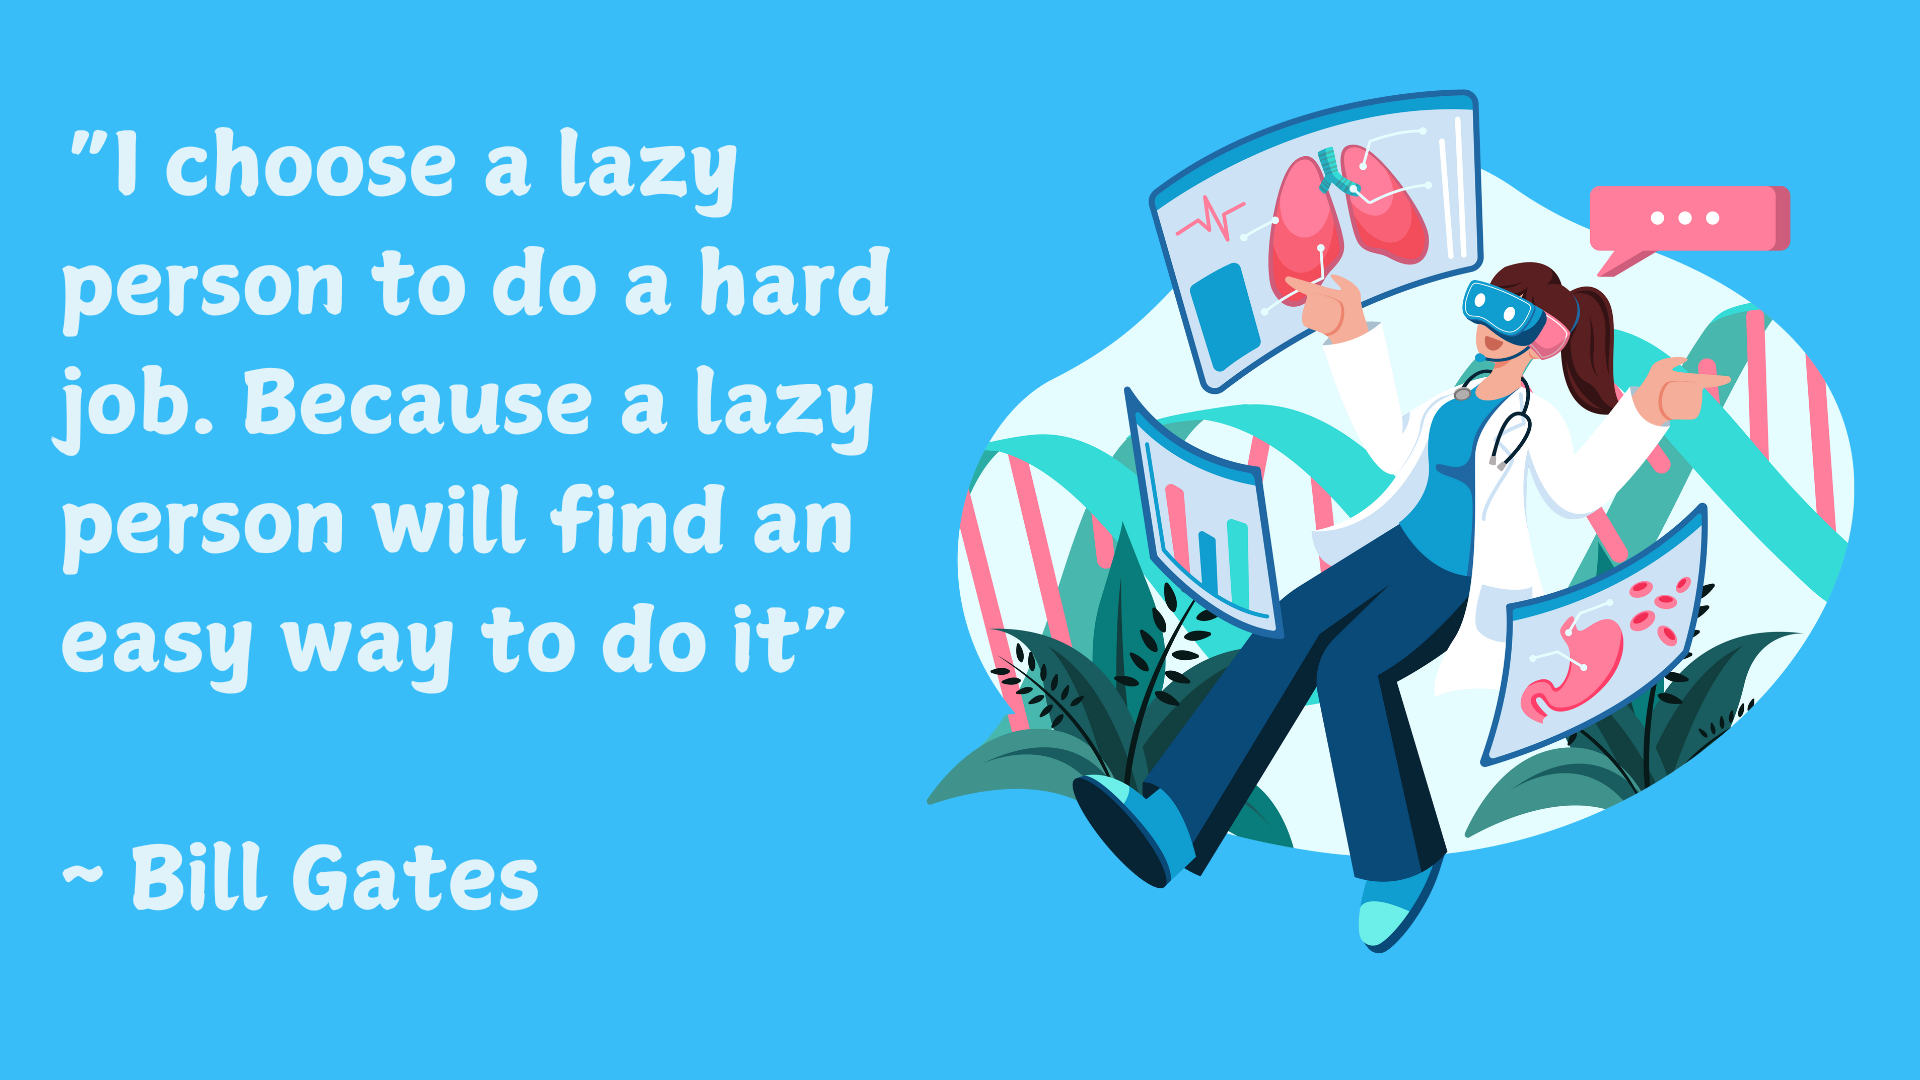 "I choose a lazy
person to do a hard
job. Because a lazy
person will find an
easy way to do it"
~ Bill Gates